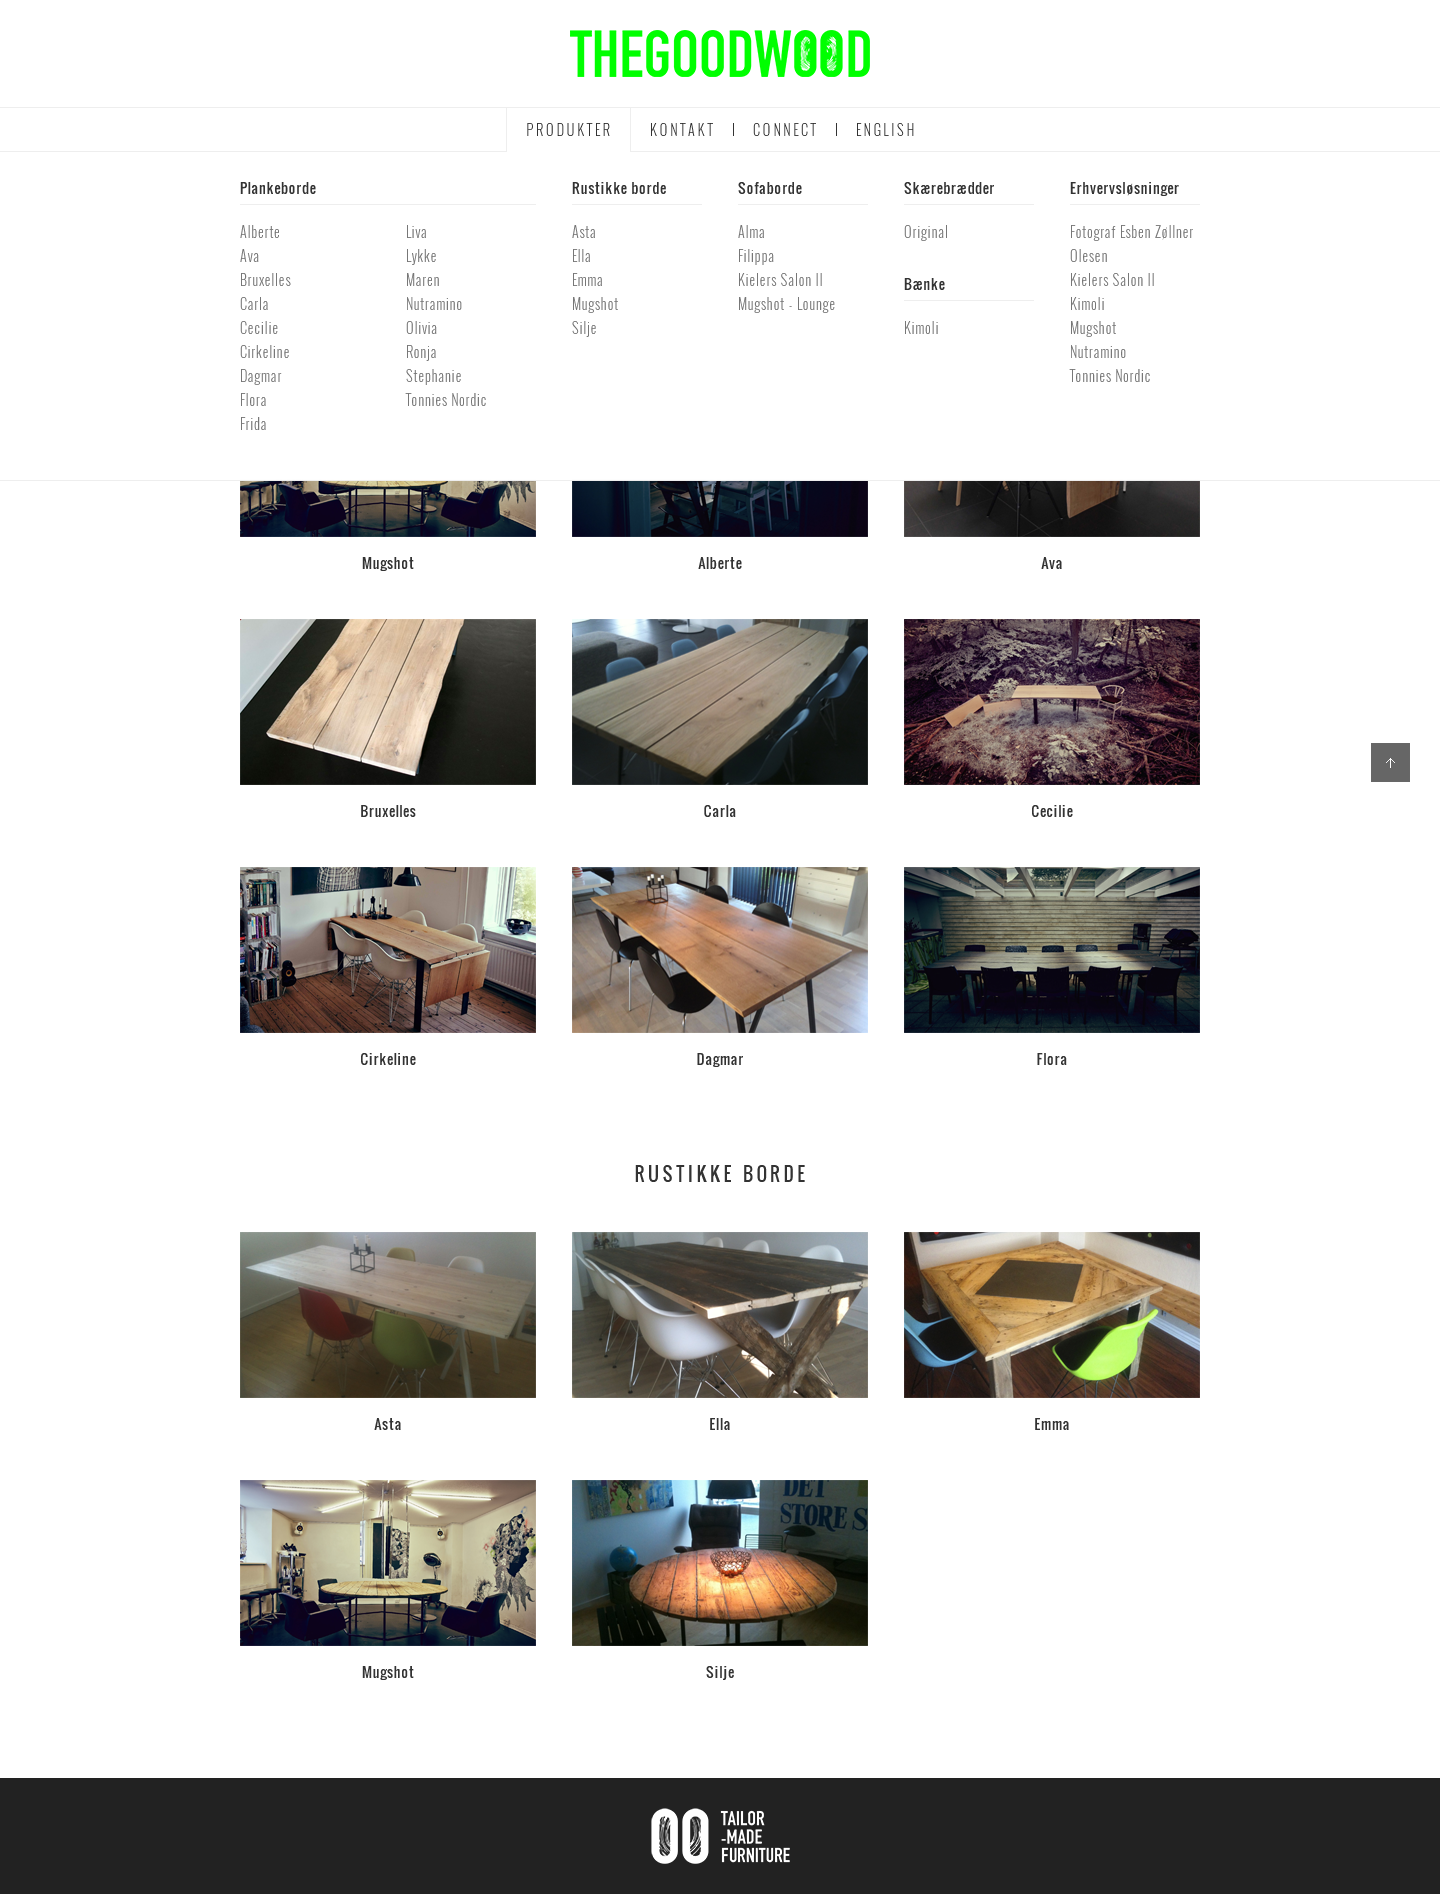 THEGOODWOOD
PRODUKTER
KONTAKT
CONNECT
ENGLISH
Plankeborde
Alberte
Ava
Bruxelles
Carla
Cecilie
Cirkeline
Dagmar
Flora
Frida
Liva
Lykke
Maren
Nutramino
Olivia
Ronja
Stephanie
Tonnies Nordic
Rustikke borde
Asta
Ella
Emma
Mugshot
Silje
Sofaborde
Alma
Filippa
Kielers Salon II
Mugshot - Lounge
Skærebrædder
Original
Bænke
Kimoli
Erhvervsløsninger
Fotograf Esben Zøllner
Olesen
Kielers Salon II
Kimoli
Mugshot
Nutramino
Tonnies Nordic
Mugshot
Alberte
Ava
Bruxelles
Carla
Cecilie
Cirkeline
Dagmar
Flora
RUSTIKKE BORDE
Asta
Ella
Emma
DET
STORE
Mugshot
Silje
TAILOR
-MADE
FURNITURE